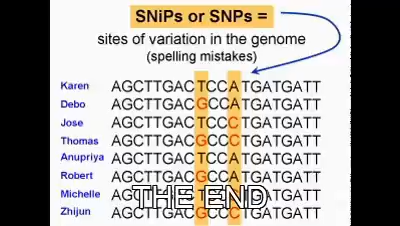 SNiPs or SNPs =
sites of variation in the genome
(spelling mistakes)
Karen AGCTTGACTCCATGATGATT
Debo AGCTTGACGCCATGATGATT
Jose AGCTTGACTCCCTGATGATT
Thomas AGCTTGACGCCCTGATGATT
Anupriya AGCTTGACTCCATGATGATT
Robert AGCTTGACGCCATGATGATT
Michelle
THE END
Zhijun AGCTTGACGCCCTGATGATT